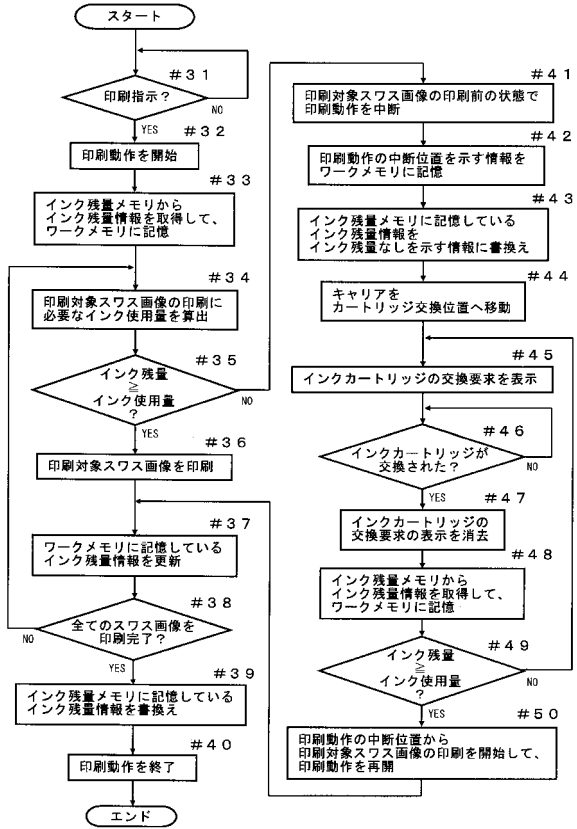 スタート
#31
印刷指示?
NO
YES
#32
印刷動作を開始
#33
インク残量メモリから
インク残量情報を取得して、
ワークメモリに記憶
#34
印刷対象スワス画像の印刷に
必要なインク使用量を算出
#35
インク残量
≧
インク使用量
?
NO
YES
#36
印刷対象スワス画像を印刷
#37
ワークメモリに記憶している
インク残量情報を更新
#38
全てのスワス画像を
印刷完了?
NO
YES
#39
インク残量メモリに記憶している
インク残量情報を書換え
#40
印刷動作を終了
エンド
#41
印刷対象スワス画像の印刷前の状態で
印刷動作を中断
#42
印刷動作の中断位置を示す情報を
ワークメモリに記憶
#43
インク残量メモリに記憶している
インク残量情報を
インク残量なしを示す情報に書換え
#44
キャリアを
カートリッジ交換位置へ移動
#45
インクカートリッジの交換要求を表示
#46
インクカートリッジが
交換された?
NO
YES
#47
インクカートリッジの
交換要求の表示を消去
#48
インク残量メモリから
インク残量情報を取得して、
ワークメモリに記憶
#49
インク残量
≧
インク使用量
?
NO
YES
#50
印刷動作の中断位置から
印刷対象スワス画像の印刷を開始して、
印刷動作を再開